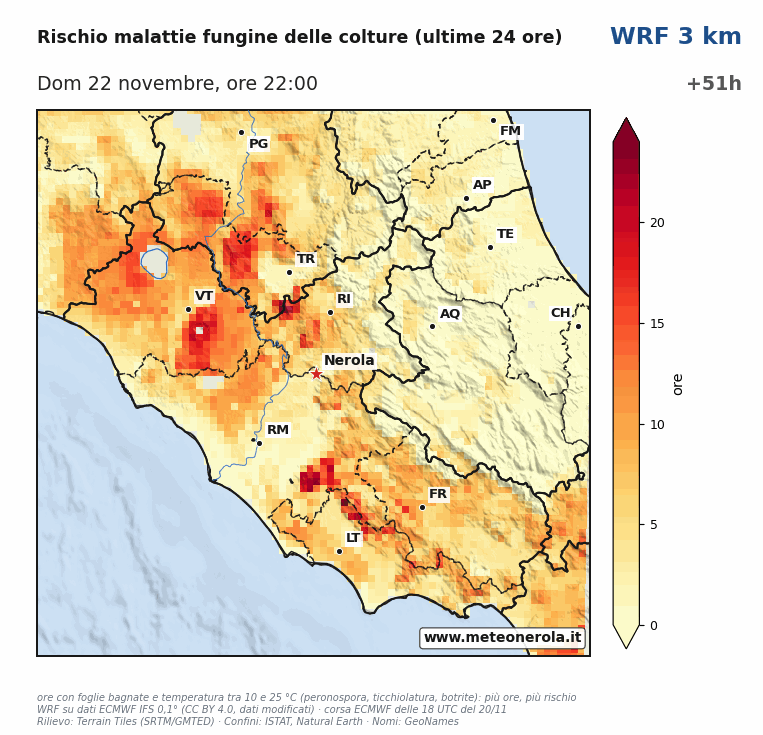 Rischio malattie fungine delle colture (ultime 24 ore)
WRF 3 km
Dom 22 novembre, ore 22:00
+51h
FM
PG
AP
TE
TR
VT
RI
AQ
CH
Nerola
RM
FR
LT
www.meteonerola.it
20
15
10
5
0
ore
ore con foglie bagnate e temperatura tra 10 e 25 °C (peronospora, ticchiolatura, botrite): più ore, più rischio
WRF su dati ECMWF IFS 0,1° (CC BY 4.0, dati modificati) · corsa ECMWF delle 18 UTC del 20/11
Rilievo: Terrain Tiles (SRTM/GMTED) · Confini: ISTAT, Natural Earth · Nomi: GeoNames